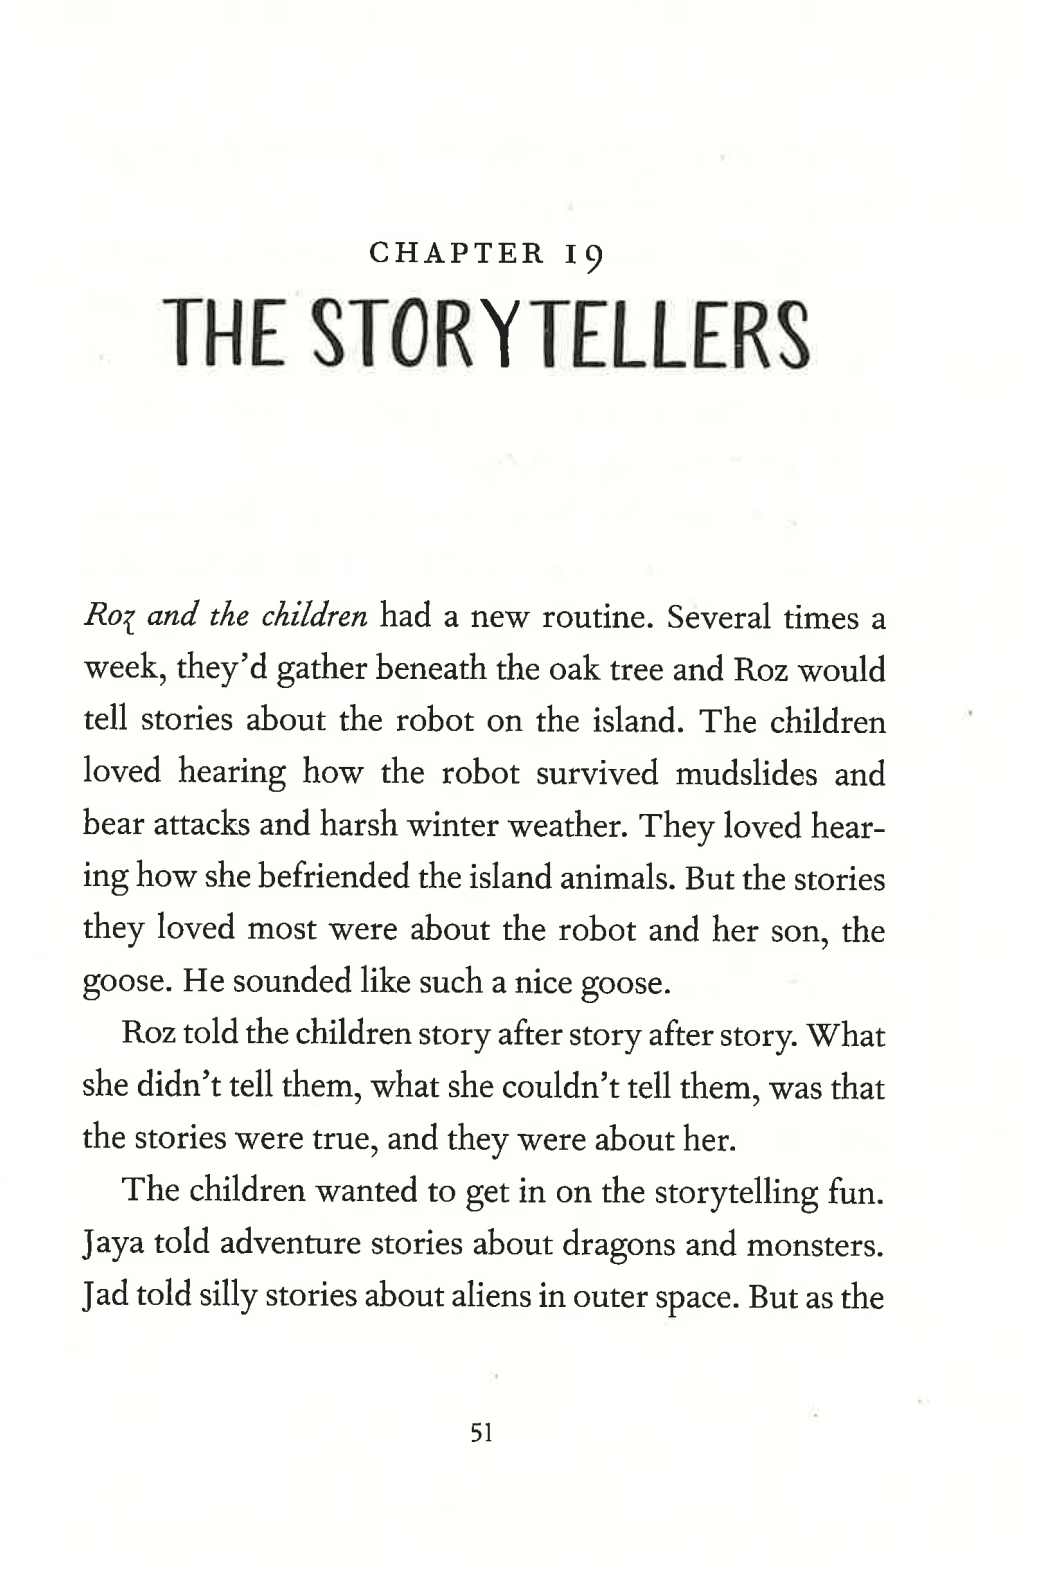 CHAPTER 19
THE STORYTELLERS
Roz and the children had a new routine. Several times a
week, they'd gather beneath the oak tree and Roz would
tell stories about the robot on the island. The children
loved hearing how the robot survived mudslides and
bear attacks and harsh winter weather. They loved hear-
ing how she befriended the island animals. But the stories
they loved most were about the robot and her son, the
goose. He sounded like such a nice goose.
Roz told the children story after story after story. What
she didn't tell them, what she couldn't tell them, was that
the stories were true, and they were about her.
The children wanted to get in on the storytelling fun.
Jaya told adventure stories about dragons and monsters.
Jad told silly stories about aliens in outer space. But as the
51